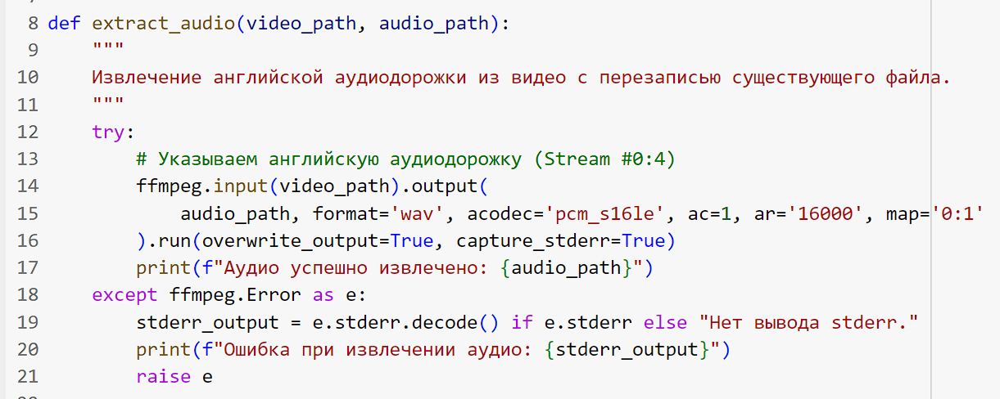 8 def extract_audio(video_path, audio_path):
9     """
10     Извлечение английской аудиодорожки из видео с перезаписью существующего файла.
11     """
12     try:
13         # Указываем английскую аудиодорожку (Stream #0:4)
14         ffmpeg.input(video_path).output(
15             audio_path, format='wav', acodec='pcm_s16le', ac=1, ar='16000', map='0:1'
16         ).run(overwrite_output=True, capture_stderr=True)
17         print(f"Аудио успешно извлечено: {audio_path}")
18     except ffmpeg.Error as e:
19         stderr_output = e.stderr.decode() if e.stderr else "Нет вывода stderr."
20         print(f"Ошибка при извлечении аудио: {stderr_output}")
21         raise e